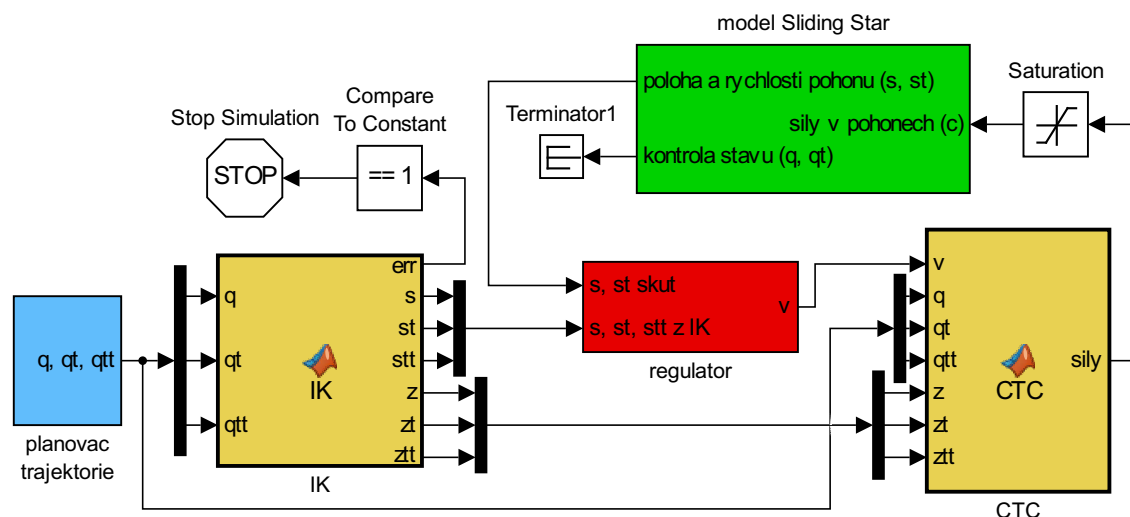 model Sliding Star
poloha a rychlosti pohonu (s, st)
sily v pohonech (c)
kontrola stavu (q, qt)
Saturation
Terminator1
Compare
To Constant
== 1
Stop Simulation
STOP
q, qt, qtt
planovac
trajektorie
q
qt
qtt
IK
err
s
st
stt
z
zt
ztt
IK
s, st skut
s, st, stt z IK
v
regulator
v
q
qt
qtt
z
zt
ztt
CTC
sily
CTC